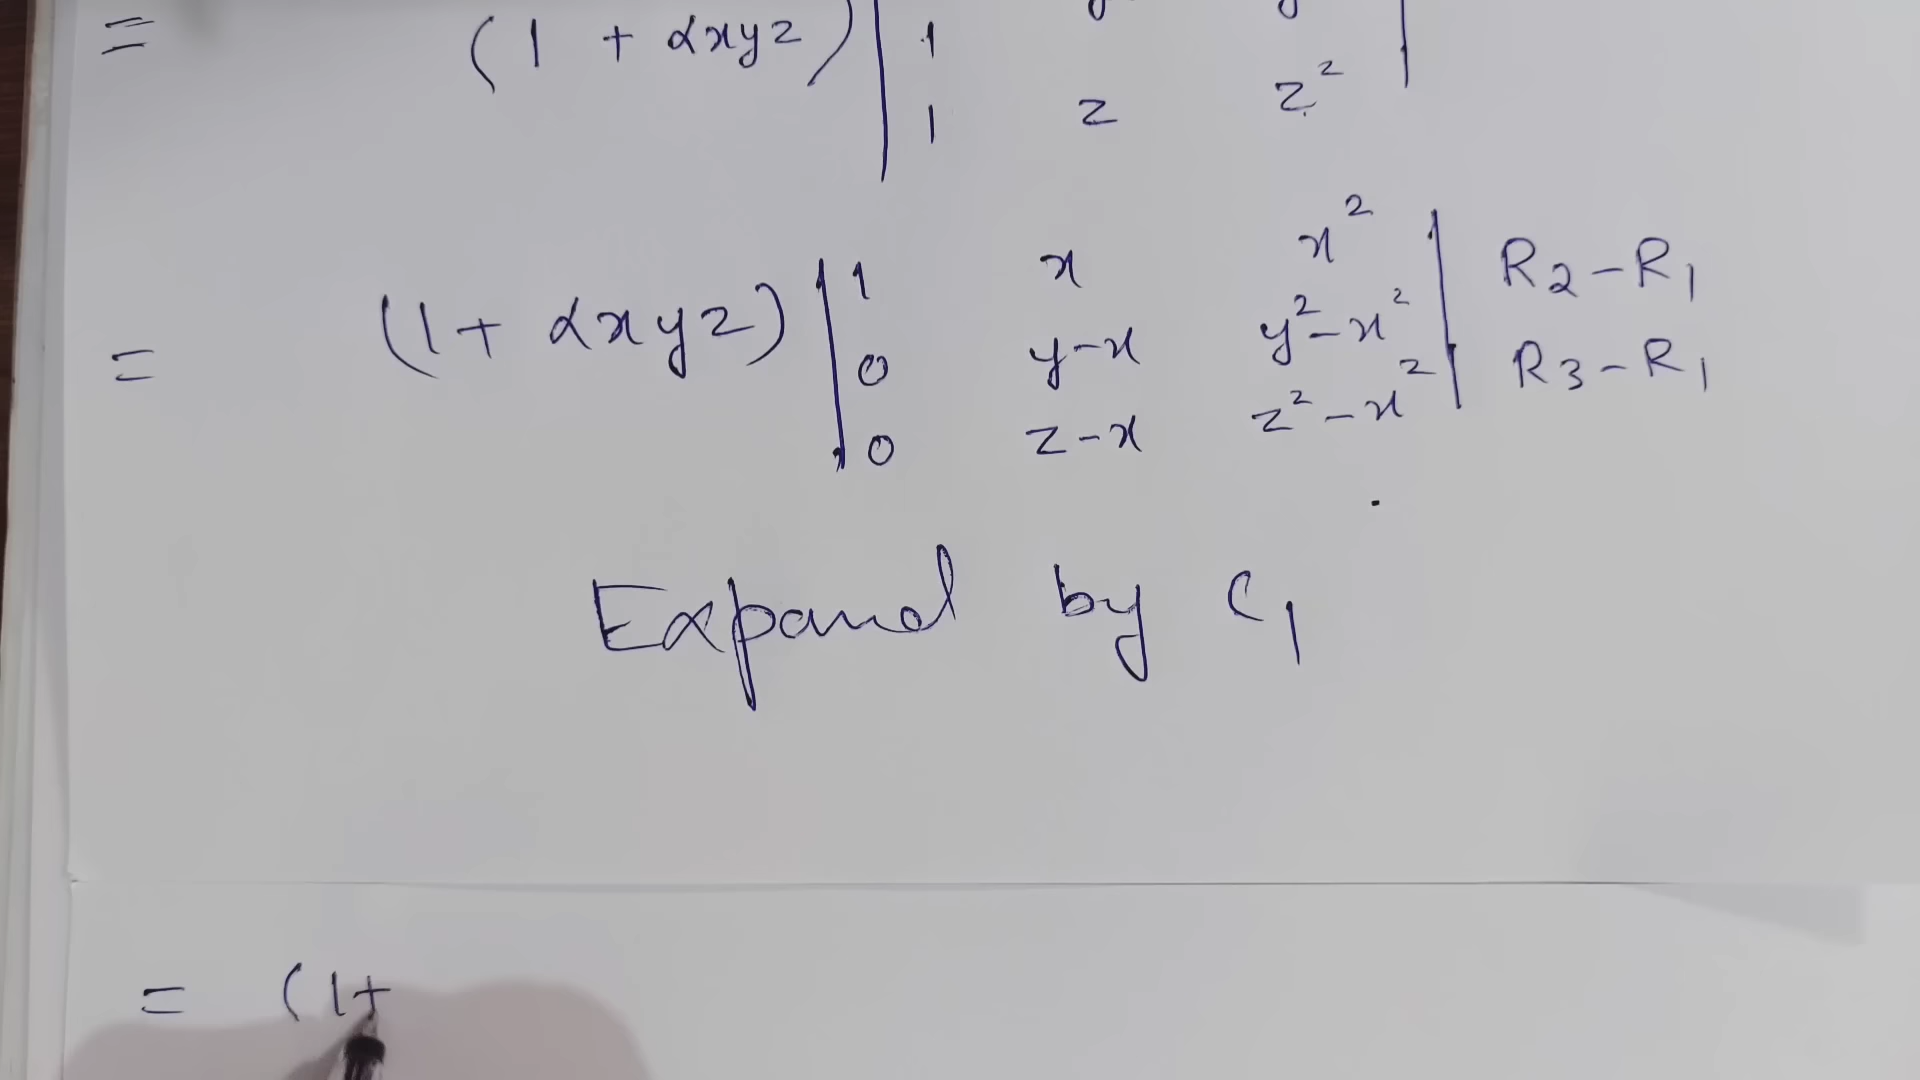 = (1 + αxyz) | 1
1 z z² |
= (1 + αxyz) | 1 x x² |
0 y-x y²-x² | R2-R1
0 z-x z²-x² | R3-R1
Expand by C1
= (1+